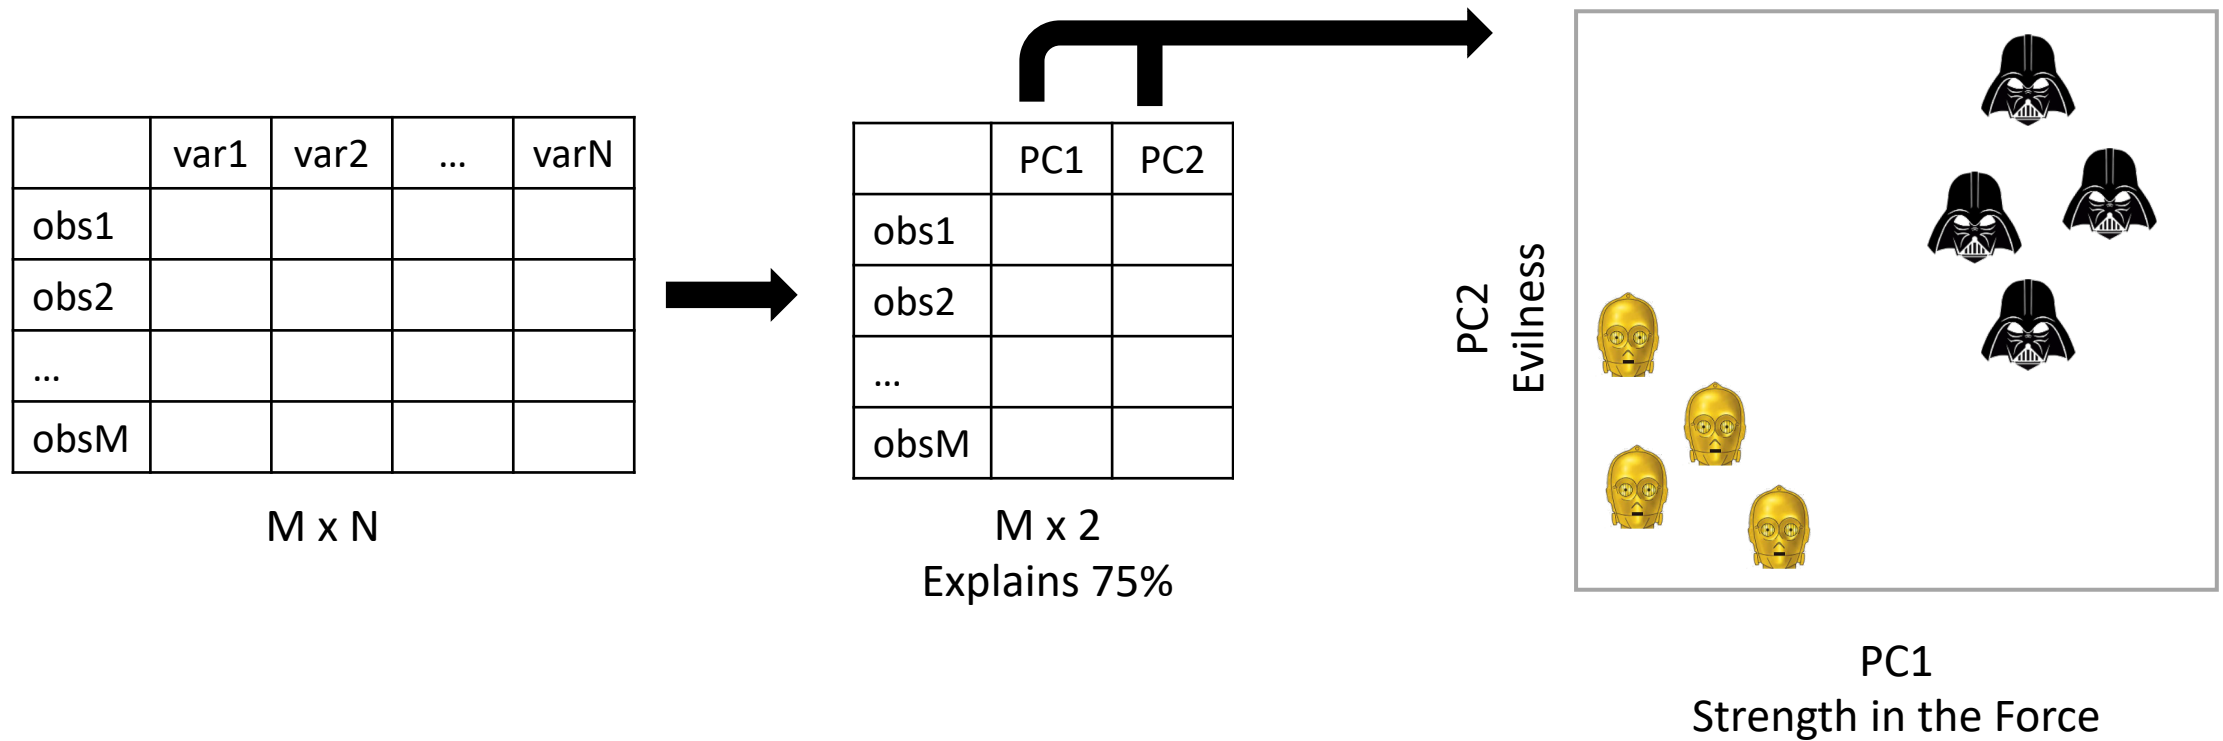 var1 var2 ... varN
obs1
obs2
...
obsM
M x N
PC1 PC2
obs1
obs2
...
obsM
M x 2
Explains 75%
PC2
Evilness
PC1
Strength in the Force